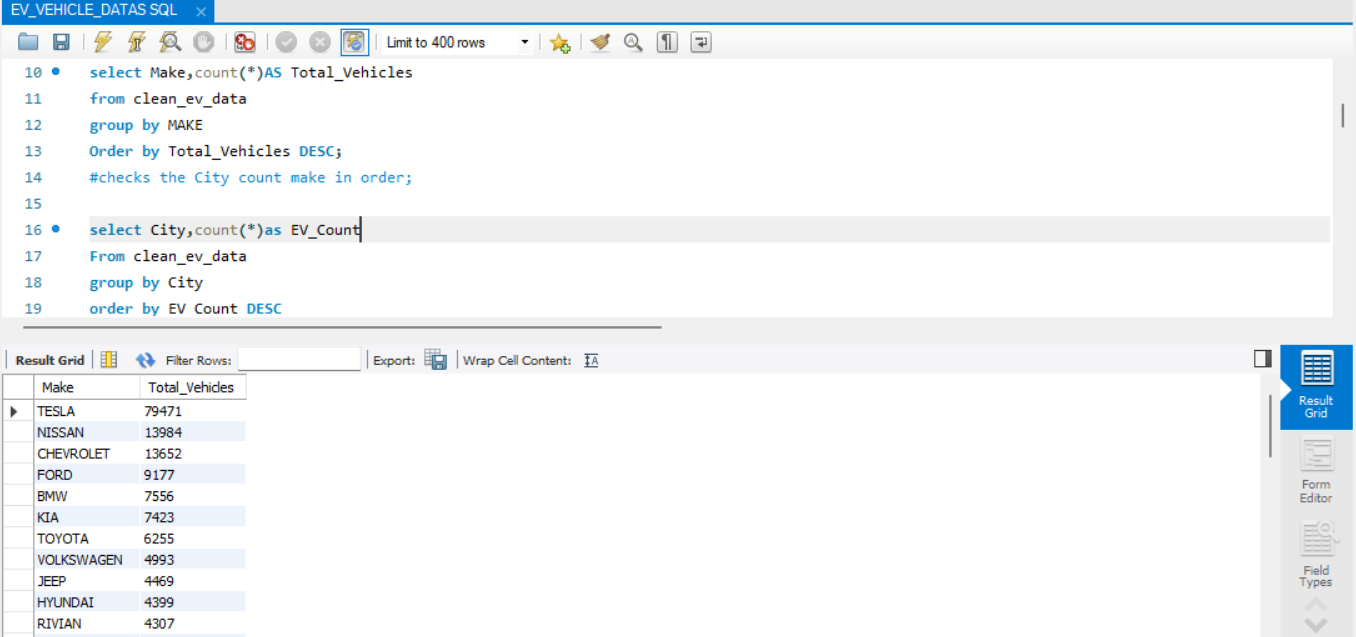 EV_VEHICLE_DATAS SQL
Limit to 400 rows
10 select Make,count(*)AS Total_Vehicles
11 from clean_ev_data
12 group by MAKE
13 Order by Total_Vehicles DESC;
14 #checks the City count make in order;
15
16 select City,count(*)as EV_Count
17 From clean_ev_data
18 group by City
19 order by EV Count DESC
Result Grid Filter Rows: Export: Wrap Cell Content: IA
Make Total_Vehicles
TESLA 79471
NISSAN 13984
CHEVROLET 13652
FORD 9177
BMW 7556
KIA 7423
TOYOTA 6255
VOLKSWAGEN 4993
JEEP 4469
HYUNDAI 4399
RIVIAN 4307
Result
Grid
Form
Editor
Field
Types